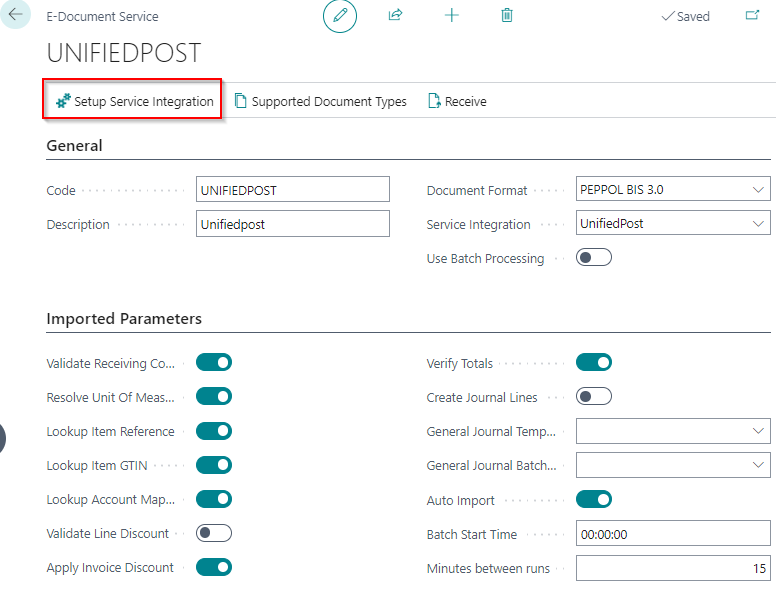 E-Document Service
Saved
UNIFIEDPOST
Setup Service Integration Supported Document Types Receive
General
Code UNIFIEDPOST Document Format PEPPOL BIS 3.0
Description Unifiedpost Service Integration UnifiedPost
Use Batch Processing
Imported Parameters
Validate Receiving Co... Verify Totals
Resolve Unit Of Meas... Create Journal Lines
Lookup Item Reference General Journal Temp...
Lookup Item GTIN General Journal Batch...
Lookup Account Map... Auto Import
Validate Line Discount Batch Start Time 00:00:00
Apply Invoice Discount Minutes between runs 15